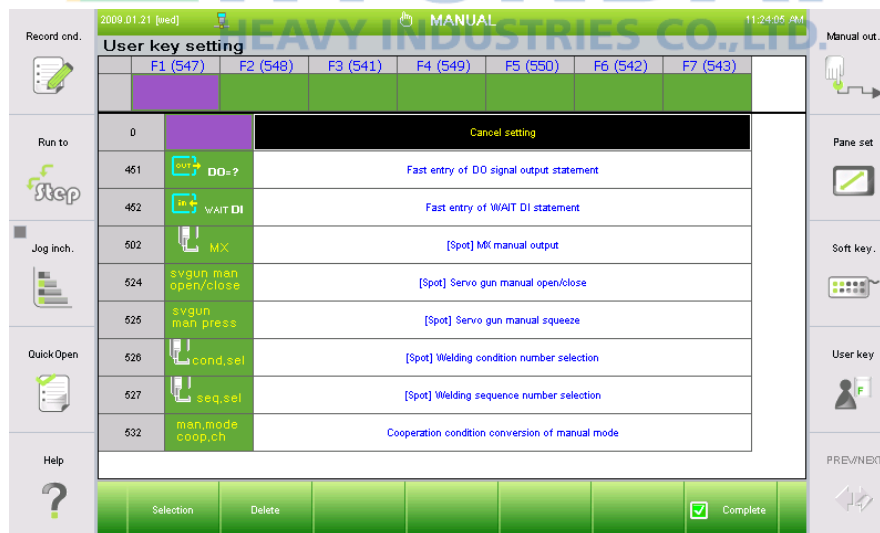 2009.01.21 [wed]
MANUAL
11:24:05 AM
HEAVY INDUSTRIES CO.,LTD.
User key setting
F1 (547) F2 (548) F3 (541) F4 (549) F5 (550) F6 (542) F7 (543)
0 Cancel setting
451 OUT DO=? Fast entry of DO signal output statement
452 in WAIT DI Fast entry of WAIT DI statement
502 MX [Spot] MX manual output
524 svgun man open/close [Spot] Servo gun manual open/close
525 svgun man press [Spot] Servo gun manual squeeze
526 cond,sel [Spot] Welding condition number selection
527 seq,sel [Spot] Welding sequence number selection
532 man,mode coop,ch Cooperation condition conversion of manual mode
Selection Delete Complete
Record cnd.
Run to
Step
Jog inch.
QuickOpen
Help
?
Manual out.
Pane set
Soft key.
User key
F
PREV/NEXT